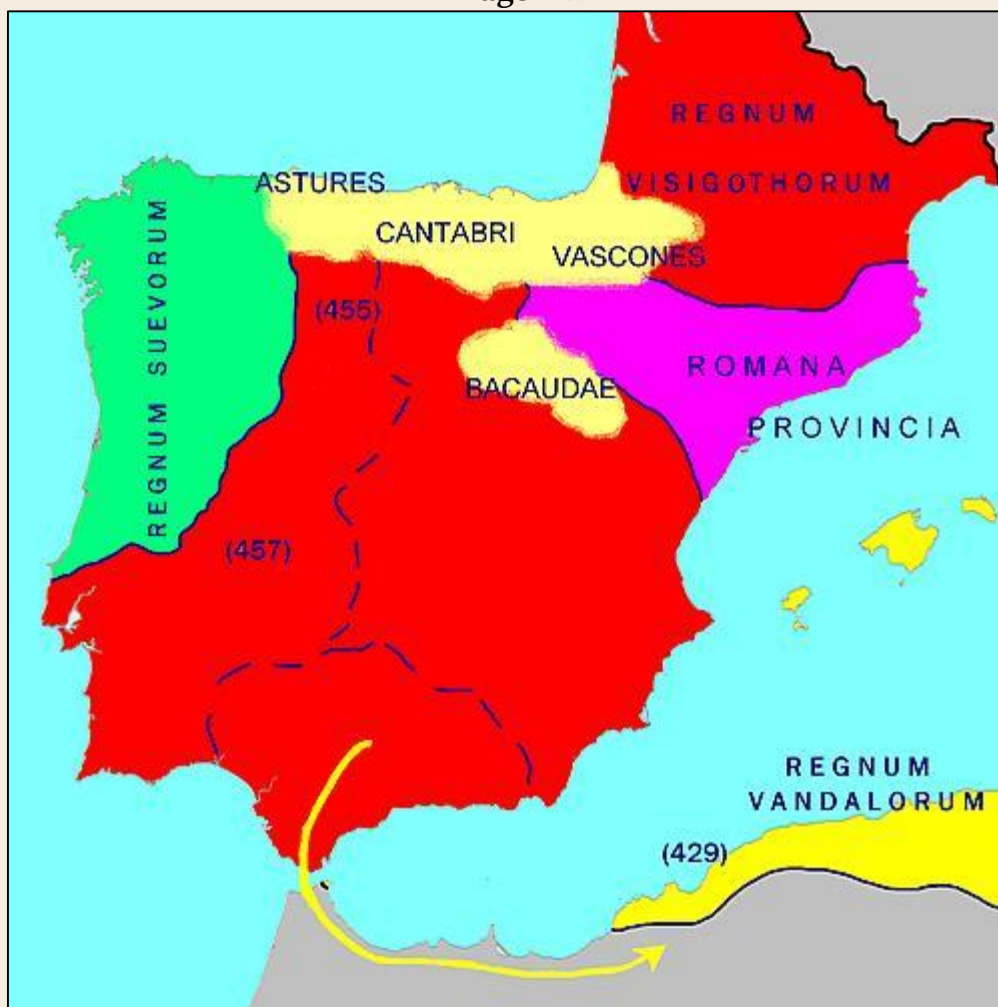 REGNUM
VISIGOTHORUM
ASTURES
CANTABRI
VASCONES
REGNUM SUEVORUM
(455)
ROMANA
BACAUDAE
PROVINCIA
(457)
REGNUM
VANDALORUM
(429)